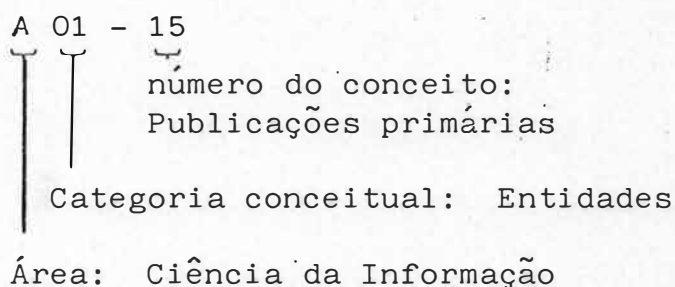 A 01 - 15
número do conceito:
Publicações primárias
Categoria conceitual: Entidades
Área: Ciência da Informação